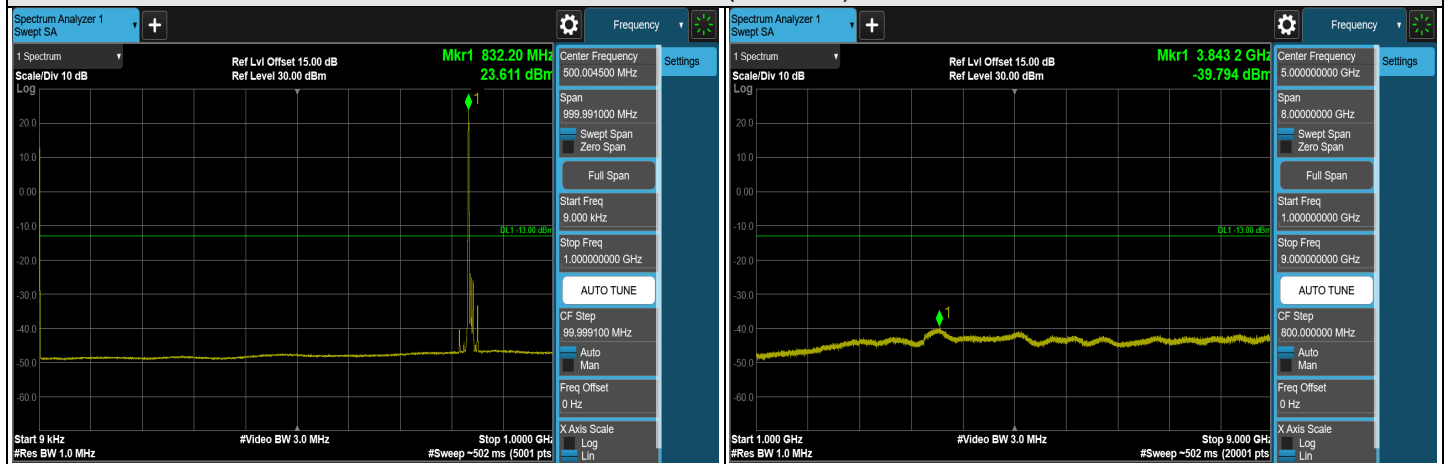 Spectrum Analyzer 1
Swept SA
+
Frequency
1 Spectrum
Scale/Div 10 dB
Log
Ref Lvl Offset 15.00 dB
Ref Level 30.00 dBm
Mkr1 832.20 MHz
23.611 dBm
1
20.0
10.0
0.00
-10.0
DL1 -13.00 dBm
-20.0
-30.0
-40.0
-50.0
-60.0
Start 9 kHz
#Res BW 1.0 MHz
#Video BW 3.0 MHz
Stop 1.0000 GHz
#Sweep ~502 ms (5001 pts
Center Frequency
500.004500 MHz
Span
999.991000 MHz
Swept Span
Zero Span
Full Span
Start Freq
9.000 kHz
Stop Freq
1.000000000 GHz
AUTO TUNE
CF Step
99.999100 MHz
Auto
Man
Freq Offset
0 Hz
X Axis Scale
Log
Lin
Settings
Spectrum Analyzer 1
Swept SA
+
Frequency
1 Spectrum
Scale/Div 10 dB
Log
Ref Lvl Offset 15.00 dB
Ref Level 30.00 dBm
Mkr1 3.843 2 GHz
-39.794 dBm
1
20.0
10.0
0.00
-10.0
DL1 -13.00 dBm
-20.0
-30.0
-40.0
-50.0
-60.0
Start 1.000 GHz
#Res BW 1.0 MHz
#Video BW 3.0 MHz
Stop 9.000 GHz
#Sweep ~502 ms (20001 pts
Center Frequency
5.000000000 GHz
Span
8.00000000 GHz
Swept Span
Zero Span
Full Span
Start Freq
1.000000000 GHz
Stop Freq
9.000000000 GHz
AUTO TUNE
CF Step
800.000000 MHz
Auto
Man
Freq Offset
0 Hz
X Axis Scale
Log
Lin
Settings